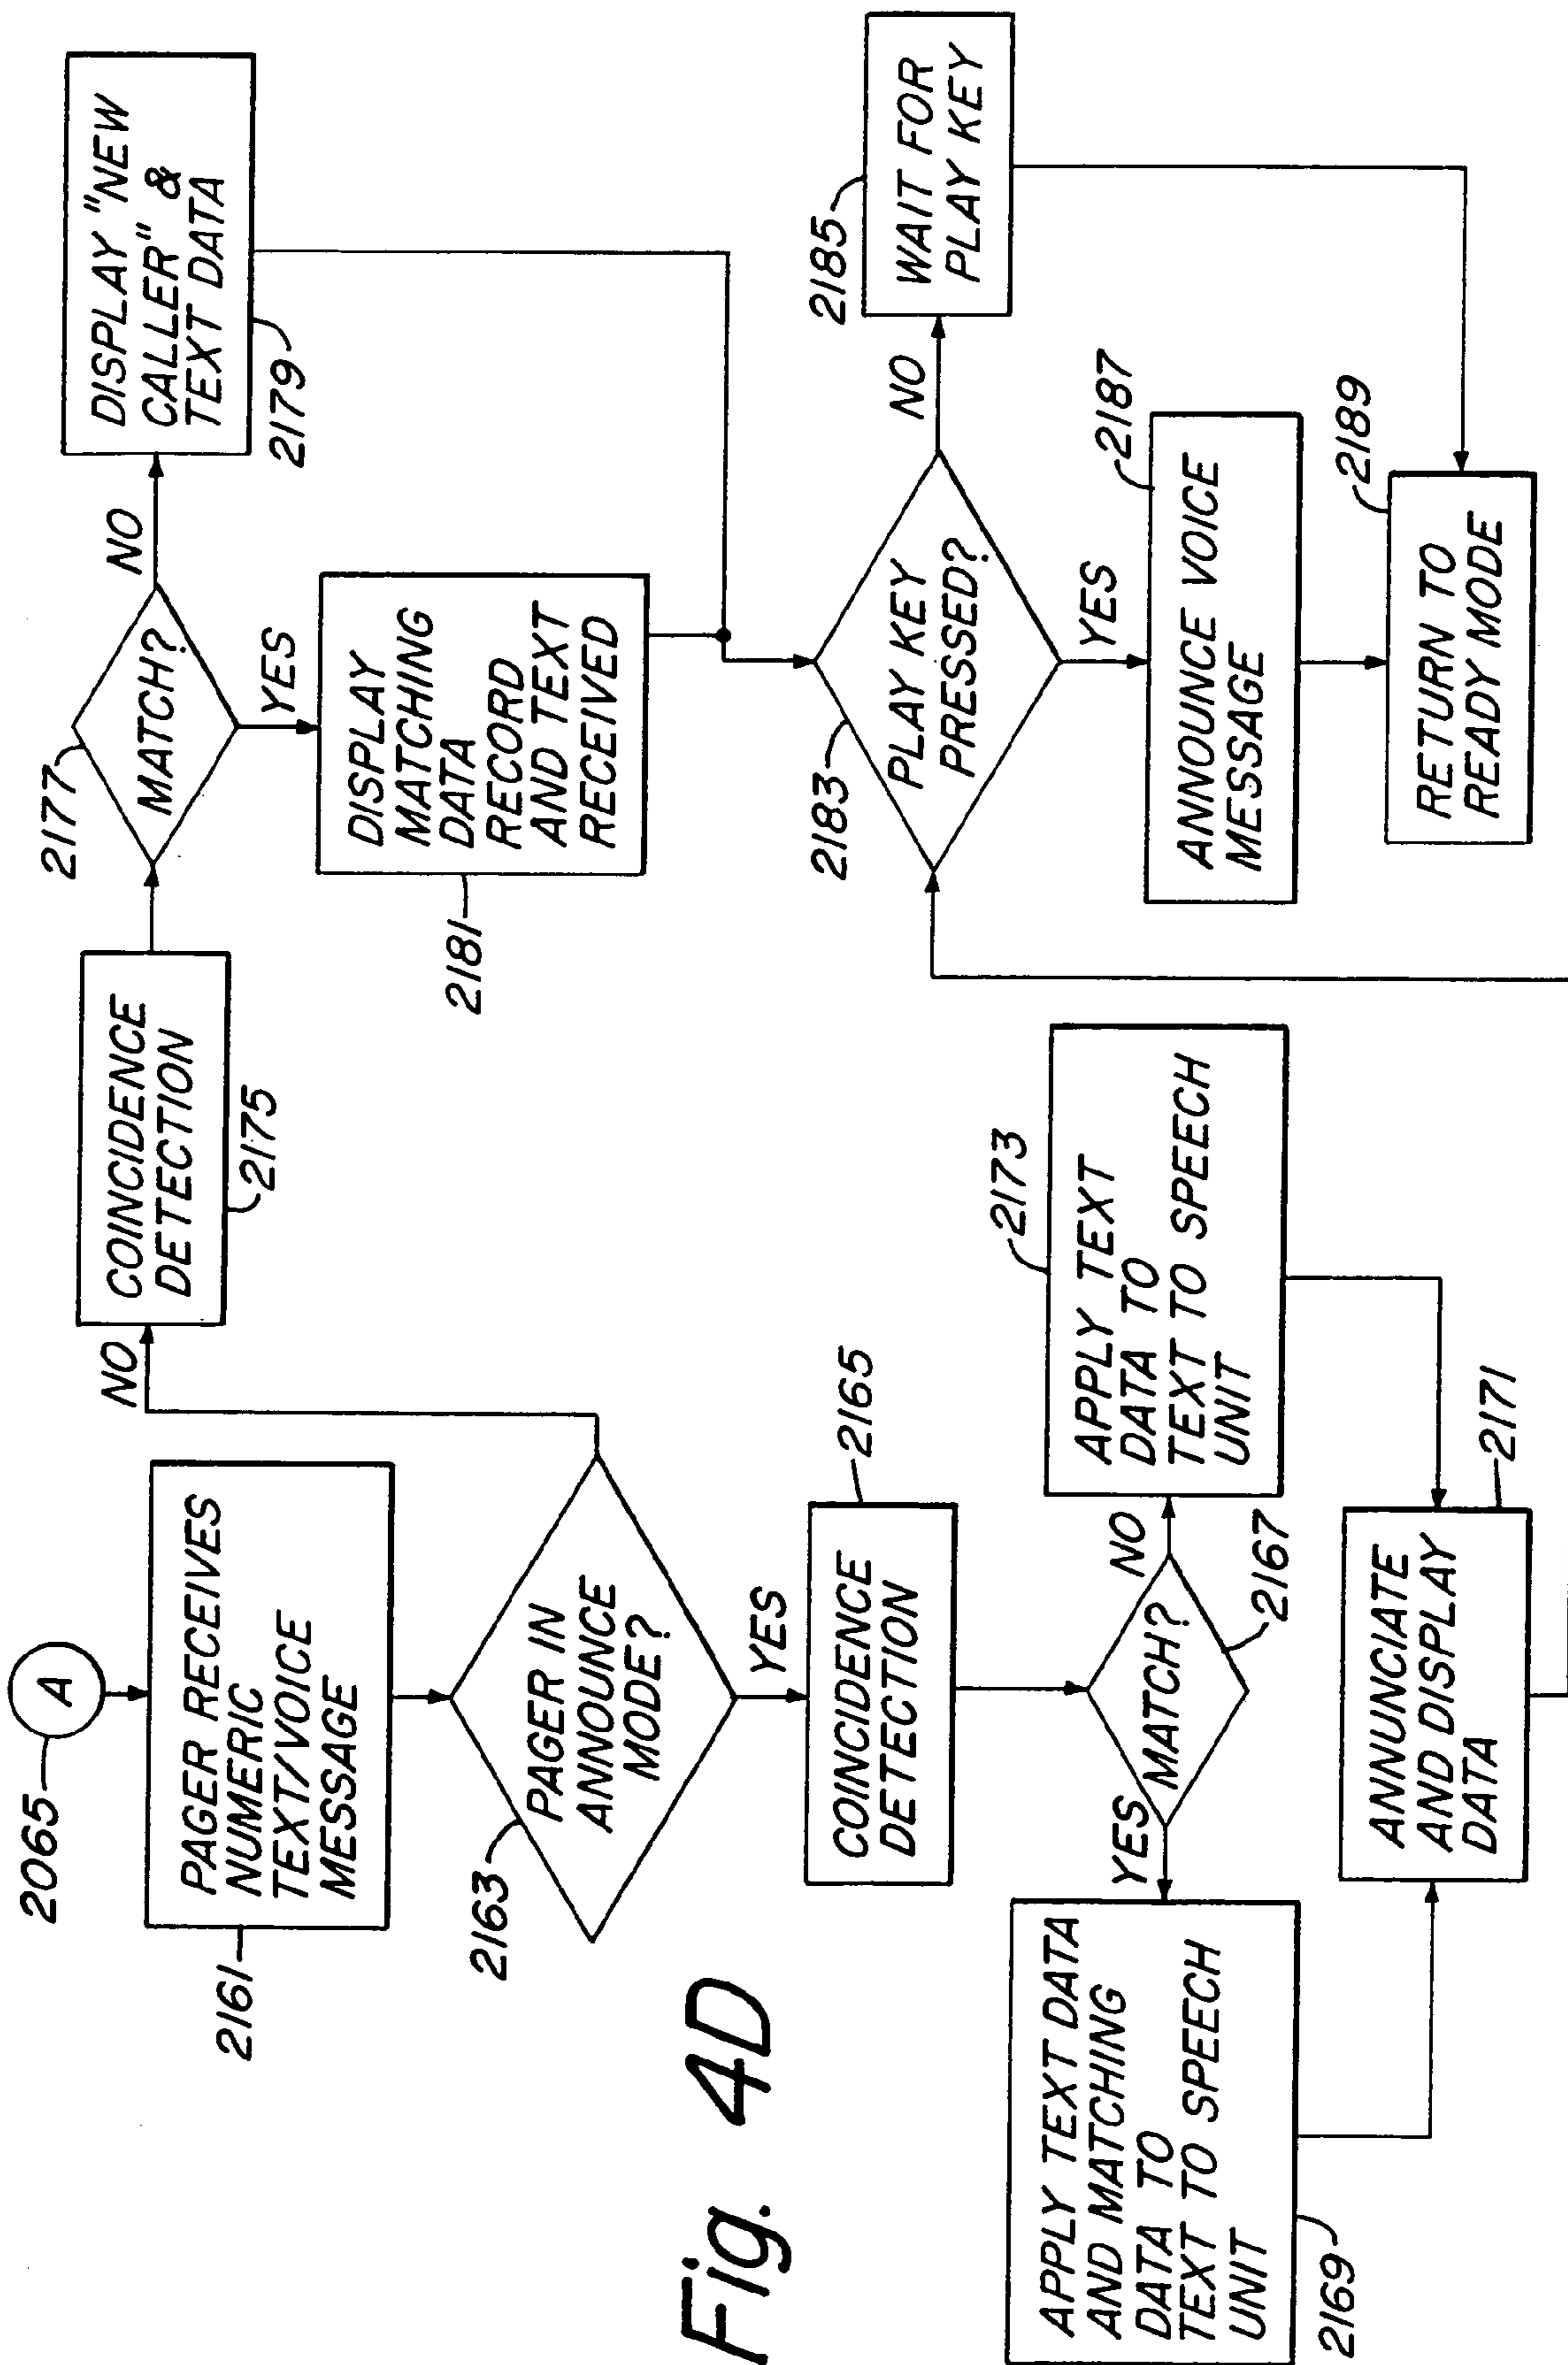 2065
A
PAGER RECEIVES
NUMERIC
TEXT/VOICE
MESSAGE
2161
PAGER IN
ANNOUNCE
MODE?
2163
NO
YES
COINCIDENCE
DETECTION
2165
MATCH?
2167
YES
NO
APPLY TEXT DATA
AND MATCHING
DATA TO
TEXT TO SPEECH
UNIT
2169
APPLY TEXT
DATA TO
TEXT TO SPEECH
UNIT
2173
ANNUNCIATE
AND DISPLAY
DATA
2171
COINCIDENCE
DETECTION
2175
MATCH?
2177
NO
YES
DISPLAY "NEW
CALLER" &
TEXT DATA
2179
DISPLAY
MATCHING
DATA
RECORD
AND TEXT
RECEIVED
2181
PLAY KEY
PRESSED?
2183
NO
YES
WAIT FOR
PLAY KEY
2185
ANNOUNCE VOICE
MESSAGE
2187
RETURN TO
READY MODE
2189
Fig. 4D